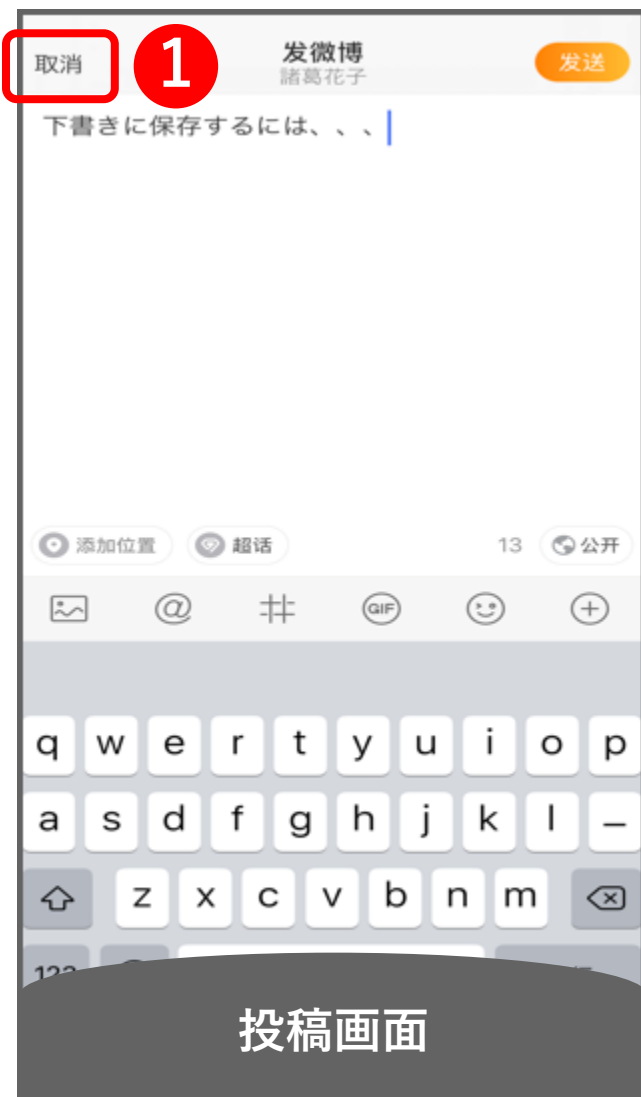 取消
1
发微博
諸葛花子
发送
下書きに保存するには、、、
添加位置
超话
13
公开
@
GIF
q w e r t y u i o p
a s d f g h j k l _
z x c v b n m
投稿画面